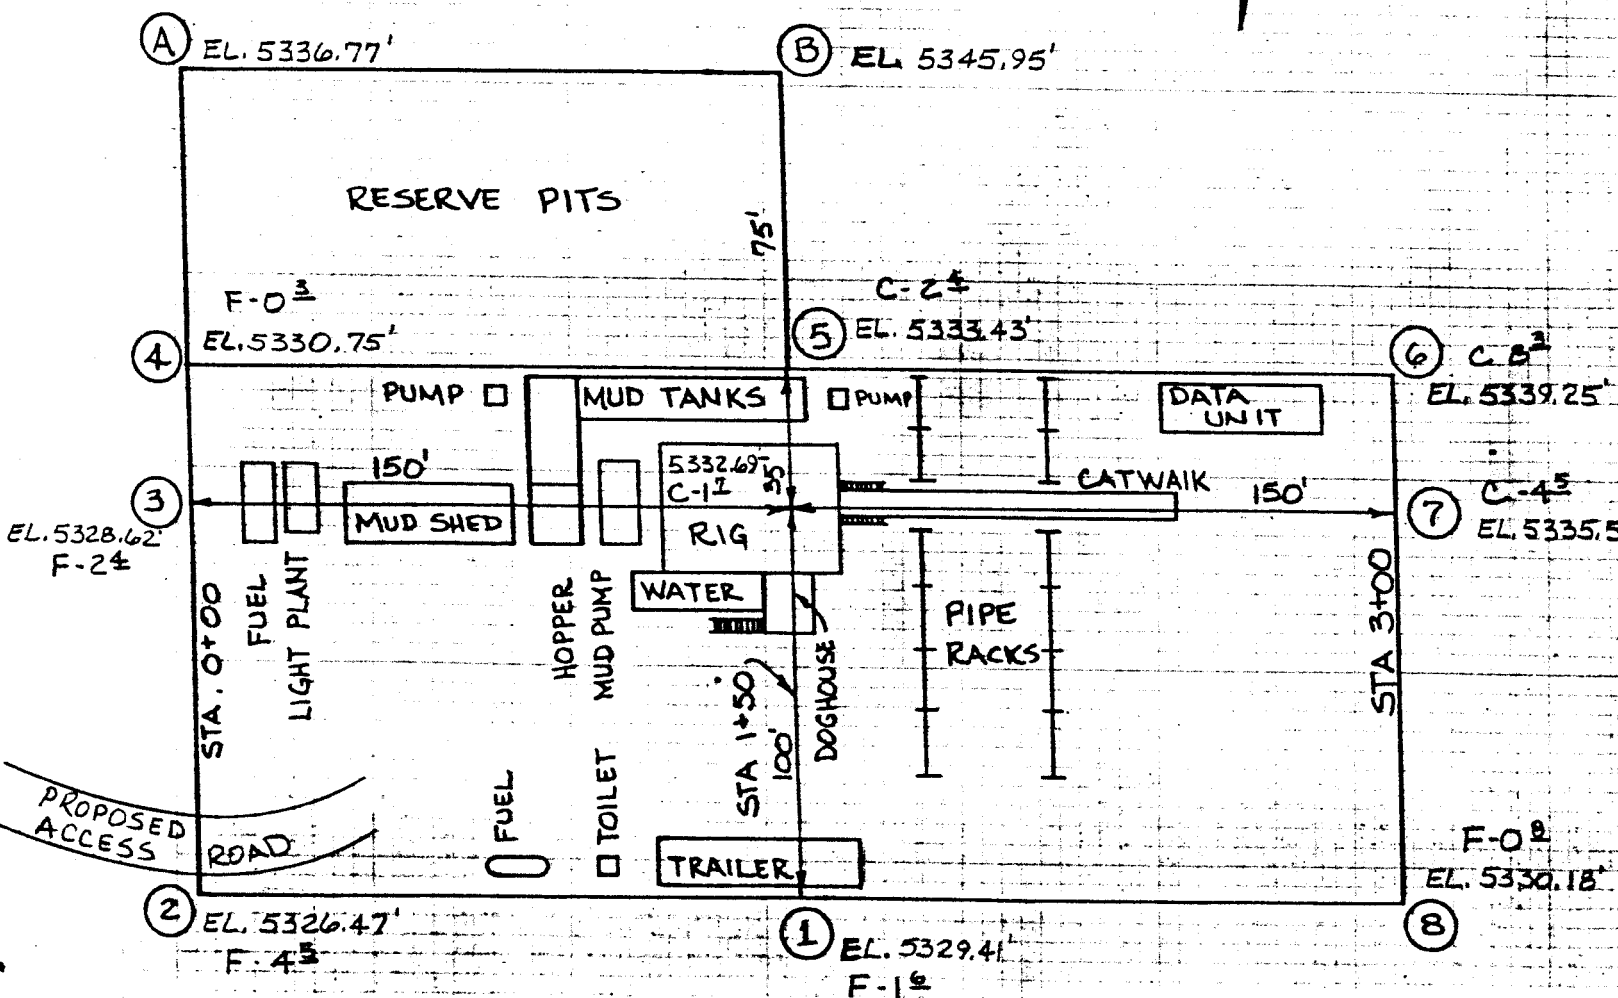 A EL. 5336.77'
B EL. 5345.95'
RESERVE PITS
75'
F-0 3
EL. 5330.75'
4
C-2 4
5 EL. 5333.43'
6 C-8
EL. 5339.25'
PUMP
MUD TANKS
PUMP
DATA
UNIT
150'
5332.69
C-1 7
35'
RIG
CATWAlK
150'
3
EL. 5328.62'
F-2 4
MUD SHED
7
C-4 5
EL. 5335.5
FUEL
LIGHT PLANT
HOPPER
MUD PUMP
WATER
DOGHOUSE
PIPE
RACKS
STA. 0+00
STA 1+50
100'
STA 3+00
PROPOSED
ACCESS
ROAD
FUEL
TOILET
TRAILER
F-0 8
EL. 5330.18'
8
2 EL. 5326.47'
F-4 5
1 EL. 5329.41'
F-1 6